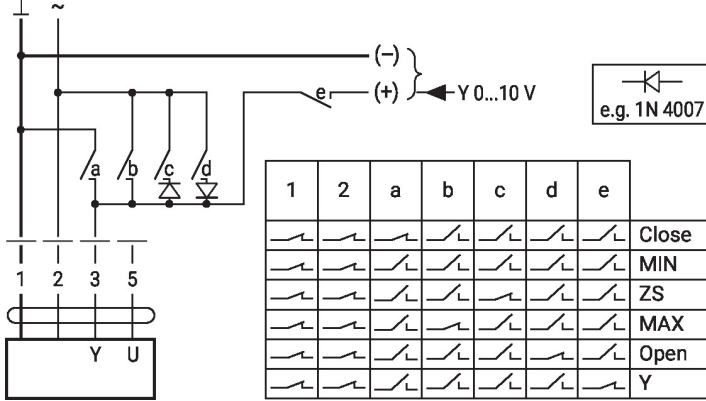 ⊥ ~
(–)
e (+) Y 0...10 V
e.g. 1N 4007
a b c d
1 2 a b c d e
Close
MIN
ZS
MAX
Open
Y
1 2 3 5
Y U